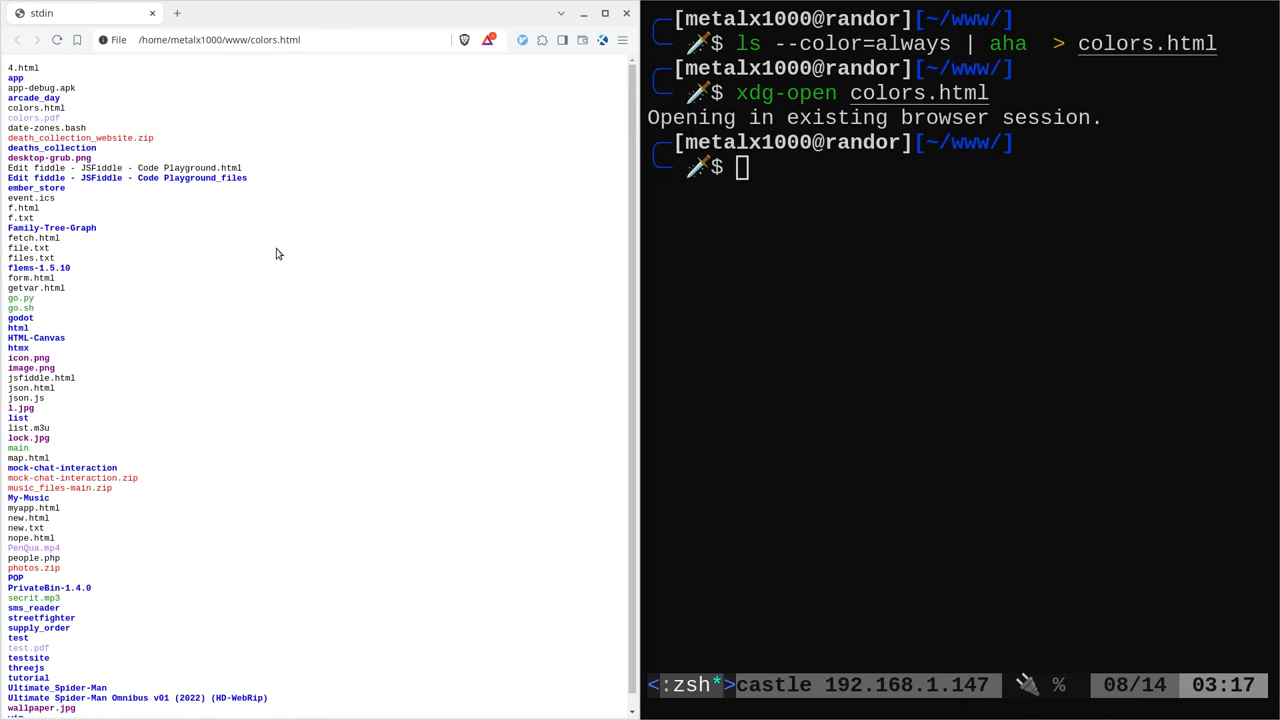 stdin
File /home/metalx1000/www/colors.html
4.html
app
app-debug.apk
arcade_day
colors.html
colors.pdf
date-zones.bash
death_collection_website.zip
deaths_collection
desktop-grub.png
Edit fiddle - JSFiddle - Code Playground.html
Edit fiddle - JSFiddle - Code Playground_files
ember_store
event.ics
f.html
f.txt
Family-Tree-Graph
fetch.html
file.txt
files.txt
flems-1.5.10
form.html
getvar.html
go.py
go.sh
godot
html
HTML-Canvas
htmx
icon.png
image.png
jsfiddle.html
json.html
json.js
l.jpg
list
list.m3u
lock.jpg
main
map.html
mock-chat-interaction
mock-chat-interaction.zip
music_files-main.zip
My-Music
myapp.html
new.html
new.txt
nope.html
PenQua.mp4
people.php
photos.zip
POP
PrivateBin-1.4.0
secrit.mp3
sms_reader
streetfighter
supply_order
test
test.pdf
testsite
threejs
tutorial
Ultimate_Spider-Man
Ultimate Spider-Man Omnibus v01 (2022) (HD-WebRip)
wallpaper.jpg
[metalx1000@randor][~/www/]
$ ls --color=always | aha > colors.html
[metalx1000@randor][~/www/]
$ xdg-open colors.html
Opening in existing browser session.
[metalx1000@randor][~/www/]
$
<:zsh*>castle 192.168.1.147 % 08/14 03:17